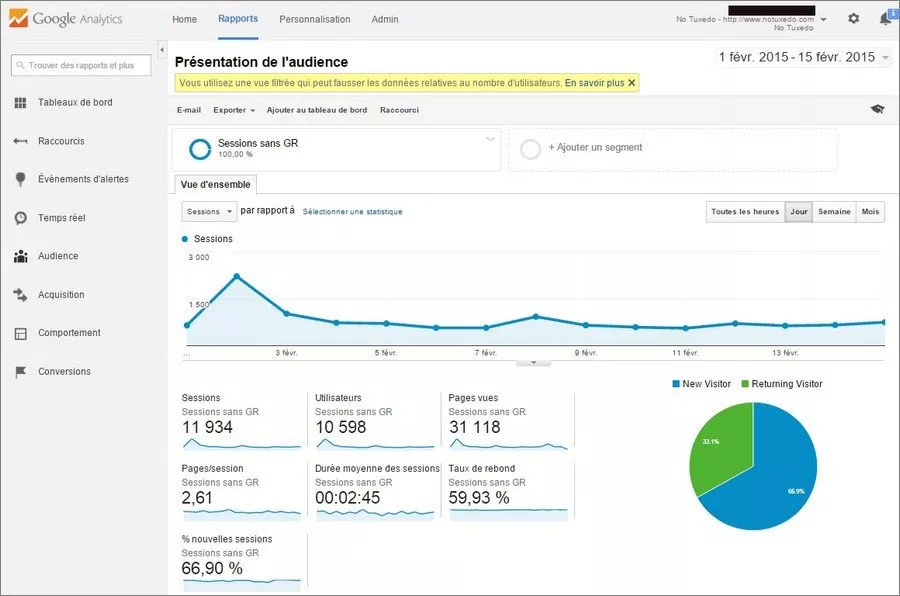 Google Analytics
Home Rapports Personnalisation Admin
No Tuxedo - http://www.notuxedo.com
No Tuxedo
1
Trouver des rapports et plus
Tableaux de bord
Raccourcis
Évènements d'alertes
Temps réel
Audience
Acquisition
Comportement
Conversions
Présentation de l'audience
1 févr. 2015 - 15 févr. 2015
Vous utilisez une vue filtrée qui peut fausser les données relatives au nombre d'utilisateurs. En savoir plus ✕
E-mail Exporter Ajouter au tableau de bord Raccourci
Sessions sans GR
100,00 %
+ Ajouter un segment
Vue d'ensemble
Sessions par rapport à Sélectionner une statistique
Toutes les heures Jour Semaine Mois
Sessions
3 000
1 500
... 3 févr. 5 févr. 7 févr. 9 févr. 11 févr. 13 févr.
Sessions
Sessions sans GR
11 934
Utilisateurs
Sessions sans GR
10 598
Pages vues
Sessions sans GR
31 118
Pages/session
Sessions sans GR
2,61
Durée moyenne des sessions
Sessions sans GR
00:02:45
Taux de rebond
Sessions sans GR
59,93 %
% nouvelles sessions
Sessions sans GR
66,90 %
New Visitor Returning Visitor
33.1%
66.9%